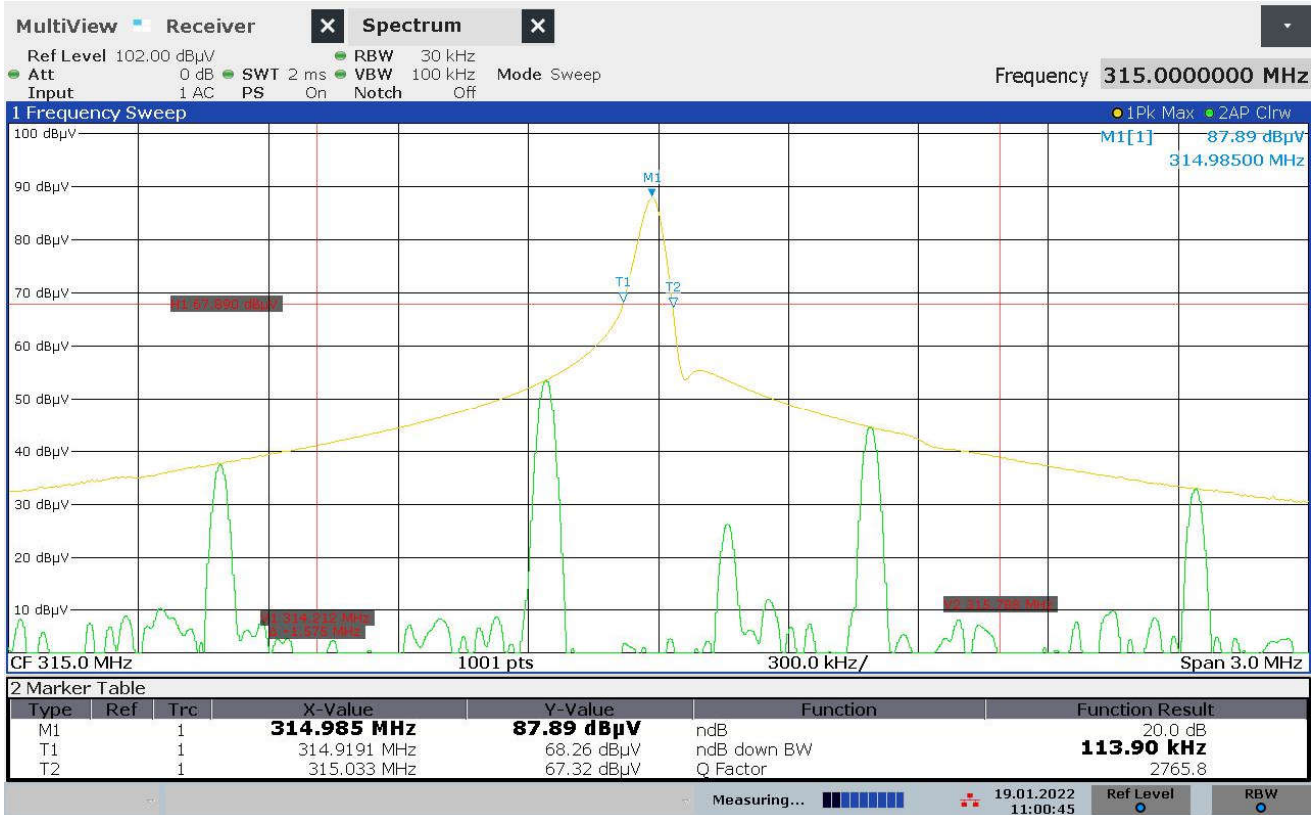 MultiView Receiver X Spectrum X
Ref Level 102.00 dBµV RBW 30 kHz
Att 0 dB SWT 2 ms VBW 100 kHz Mode Sweep Frequency 315.0000000 MHz
Input 1 AC PS On Notch Off
1 Frequency Sweep 1Pk Max 2AP Clrw
100 dBµV M1[1] 87.89 dBµV
314.98500 MHz
M1
90 dBµV
80 dBµV
T1 T2
70 dBµV
H1 67.890 dBµV
60 dBµV
50 dBµV
40 dBµV
30 dBµV
20 dBµV
10 dBµV V2 315.788 MHz
V1 314.212 MHz
CF 315.0 MHz 1001 pts 300.0 kHz/ Span 3.0 MHz
2 Marker Table
Type Ref Trc X-Value Y-Value Function Function Result
M1 1 314.985 MHz 87.89 dBµV ndB 20.0 dB
T1 1 314.9191 MHz 68.26 dBµV ndB down BW 113.90 kHz
T2 1 315.033 MHz 67.32 dBµV Q Factor 2765.8
Measuring... 19.01.2022 Ref Level RBW
11:00:45